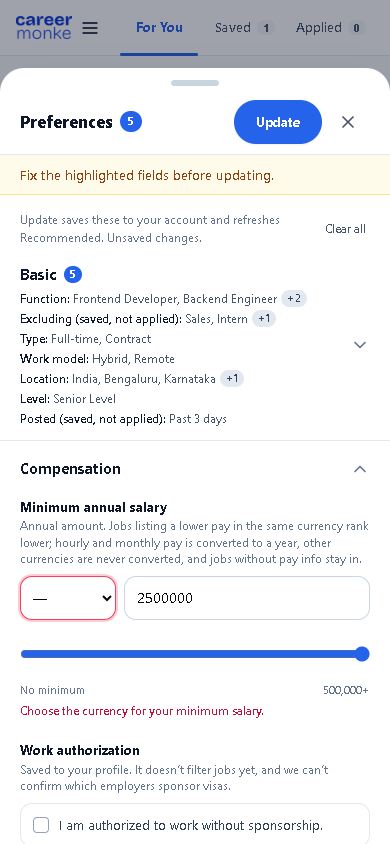 career
monke
For You
Saved 1
Applied 0
Preferences 5
Update
Fix the highlighted fields before updating.
Update saves these to your account and refreshes
Recommended. Unsaved changes.
Clear all
Basic 5
Function: Frontend Developer, Backend Engineer +2
Excluding (saved, not applied): Sales, Intern +1
Type: Full-time, Contract
Work model: Hybrid, Remote
Location: India, Bengaluru, Karnataka +1
Level: Senior Level
Posted (saved, not applied): Past 3 days
Compensation
Minimum annual salary
Annual amount. Jobs listing a lower pay in the same currency rank
lower; hourly and monthly pay is converted to a year, other
currencies are never converted, and jobs without pay info stay in.
—
2500000
No minimum
500,000+
Choose the currency for your minimum salary.
Work authorization
Saved to your profile. It doesn't filter jobs yet, and we can't
confirm which employers sponsor visas.
I am authorized to work without sponsorship.